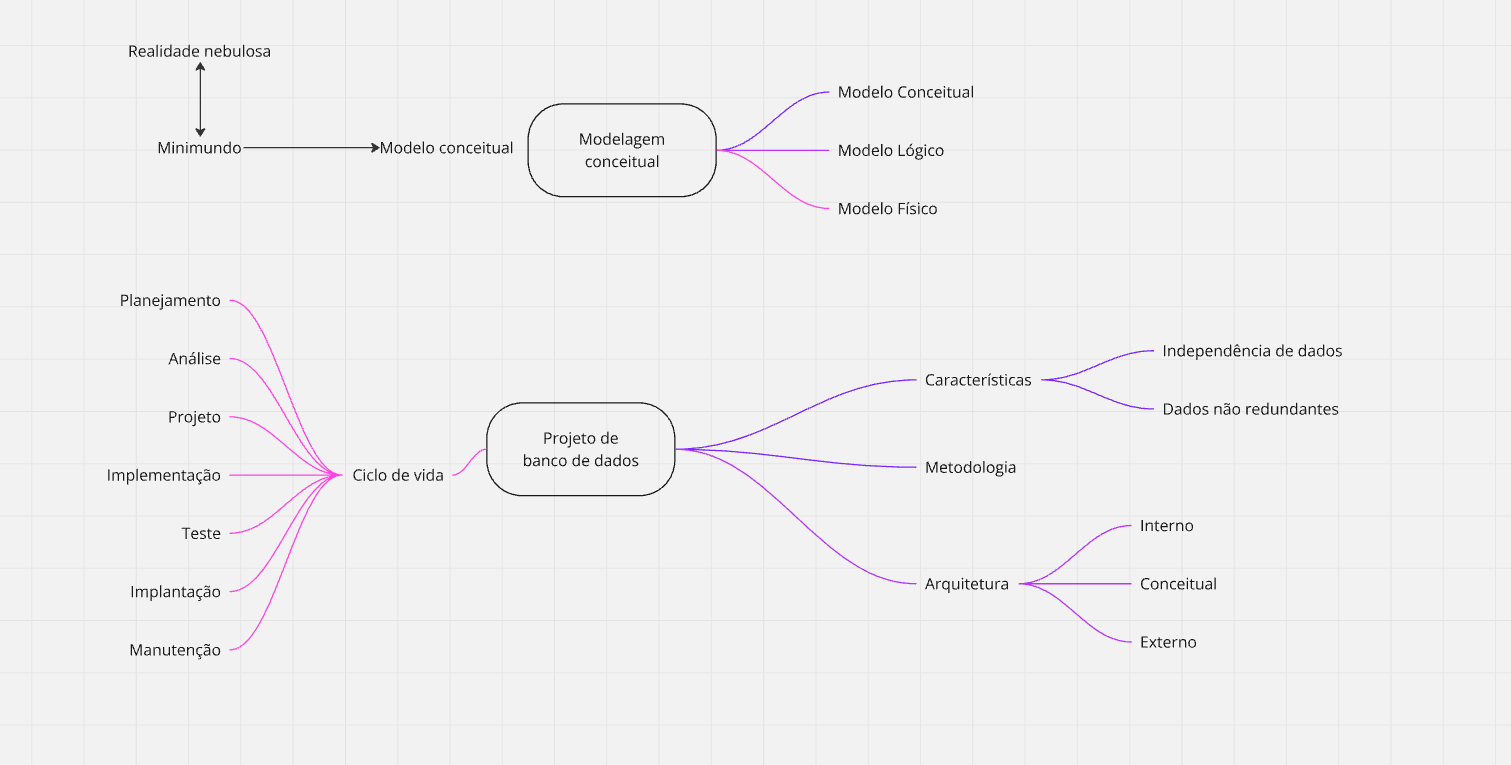 Realidade nebulosa
Minimundo
Modelo conceitual
Modelagem
conceitual
Modelo Conceitual
Modelo Lógico
Modelo Físico
Planejamento
Análise
Projeto
Implementação
Teste
Implantação
Manutenção
Ciclo de vida
Projeto de
banco de dados
Características
Independência de dados
Dados não redundantes
Metodologia
Arquitetura
Interno
Conceitual
Externo